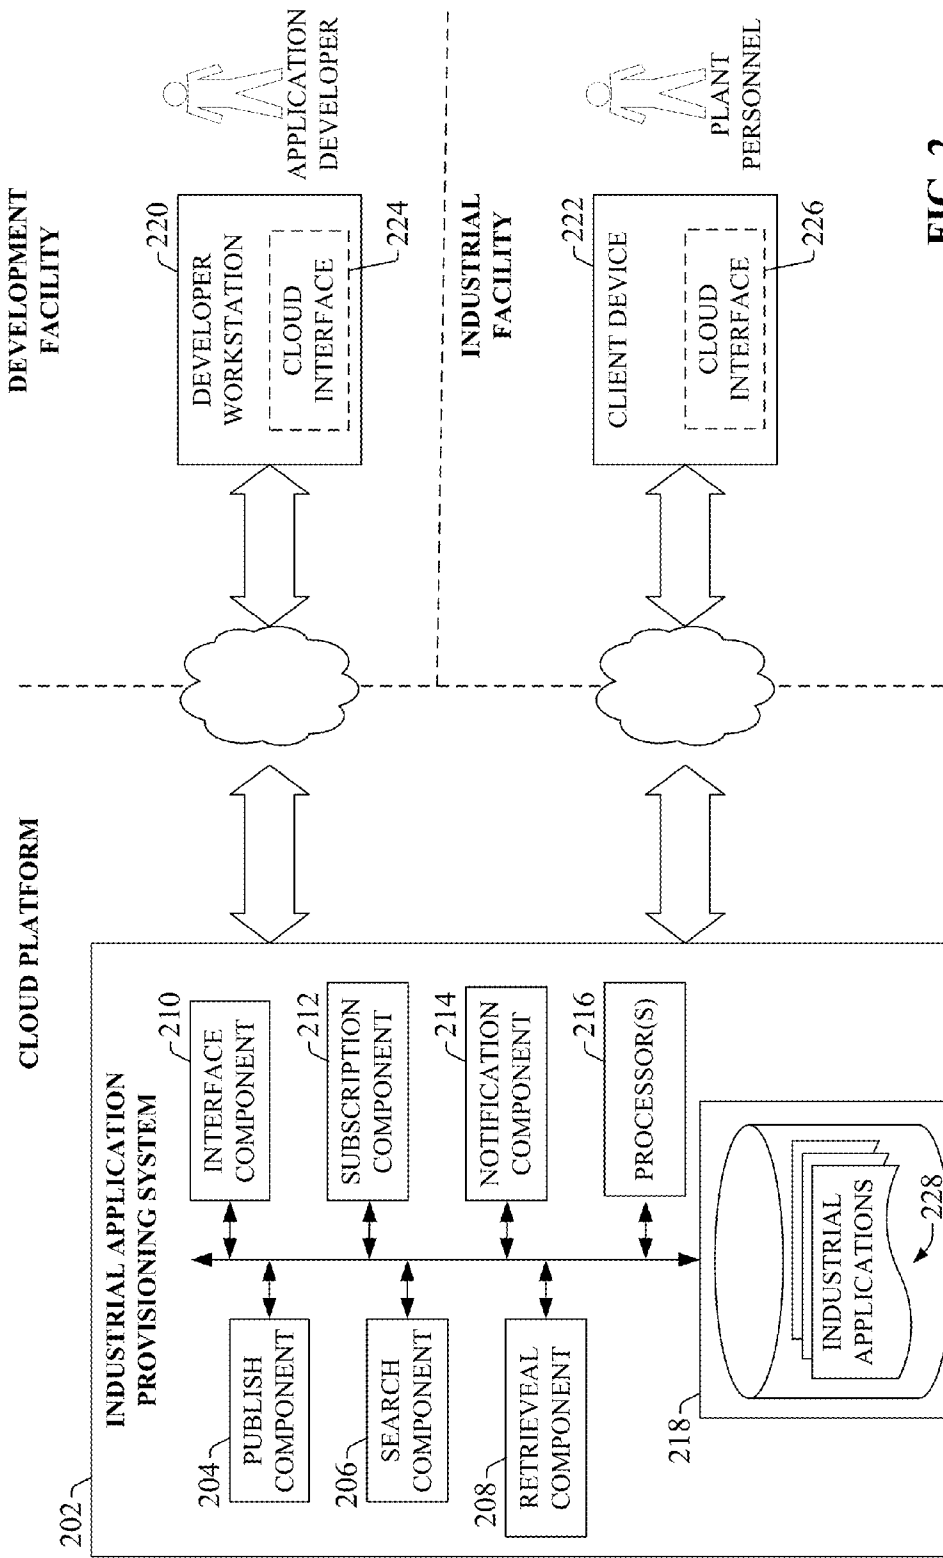 CLOUD PLATFORM
DEVELOPMENT
FACILITY
202
INDUSTRIAL APPLICATION
PROVISIONING SYSTEM
204
PUBLISH
COMPONENT
206
SEARCH
COMPONENT
208
RETRIEVEAL
COMPONENT
210
INTERFACE
COMPONENT
212
SUBSCRIPTION
COMPONENT
214
NOTIFICATION
COMPONENT
216
PROCESSOR(S)
218
INDUSTRIAL
APPLICATIONS
228
220
DEVELOPER
WORKSTATION
CLOUD
INTERFACE
224
APPLICATION
DEVELOPER
INDUSTRIAL
FACILITY
222
CLIENT DEVICE
CLOUD
INTERFACE
226
PLANT
PERSONNEL
FIG. 2